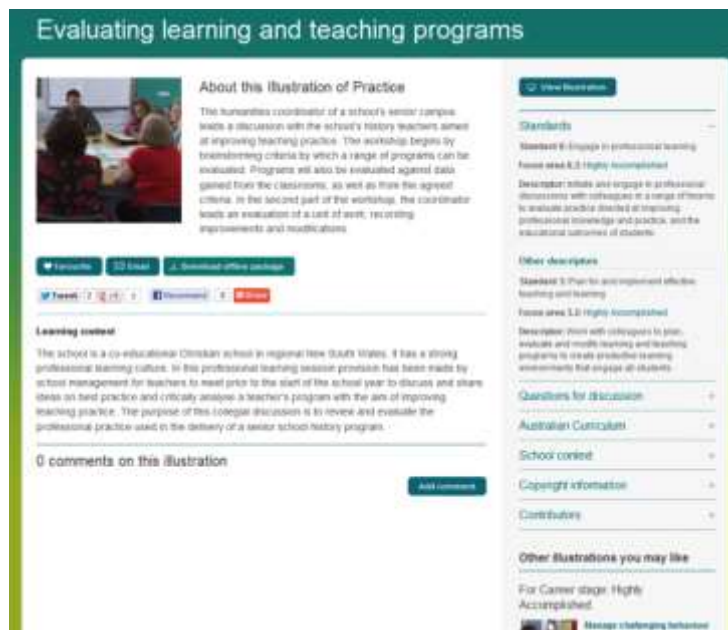 Evaluating learning and teaching programs
About this Illustration of Practice
The humanities coordinator of a school's senior campus
leads a discussion with the school's history teachers aimed
at improving teaching practice. The workshop begins by
brainstorming criteria by which a range of programs can be
evaluated. Programs will also be evaluated against data
gained from the classrooms, as well as from the agreed
criteria. In the second part of the workshop, the coordinator
leads an evaluation of a unit of work, recording
improvements and modifications.
Favourite Email Download offline package
Tweet 2 +1 Recommend 0 Share
Learning context
The school is a co-educational Christian school in regional New South Wales. It has a strong
professional learning culture. In this professional learning session provision has been made by
school management for teachers to meet prior to the start of the school year to discuss and share
ideas on best practice and critically analyse a teacher's program with the aim of improving
teaching practice. The purpose of this collegial discussion is to review and evaluate the
professional practice used in the delivery of a senior school history program.
0 comments on this illustration
Add comment
View Illustration
Standards
Standard 6: Engage in professional learning
Focus area 6.3: Highly Accomplished
Descriptor: Initiate and engage in professional
discussions with colleagues in a range of forums
to evaluate practice directed at improving
professional knowledge and practice, and the
educational outcomes of students
Other descriptors
Standard 3: Plan for and implement effective
teaching and learning
Focus area 3.2: Highly Accomplished
Descriptor: Work with colleagues to plan,
evaluate and modify learning and teaching
programs to create productive learning
environments that engage all students
Questions for discussion
Australian Curriculum
School context
Copyright information
Contributors
Other illustrations you may like
For Career stage: Highly
Accomplished
Manage challenging behaviour